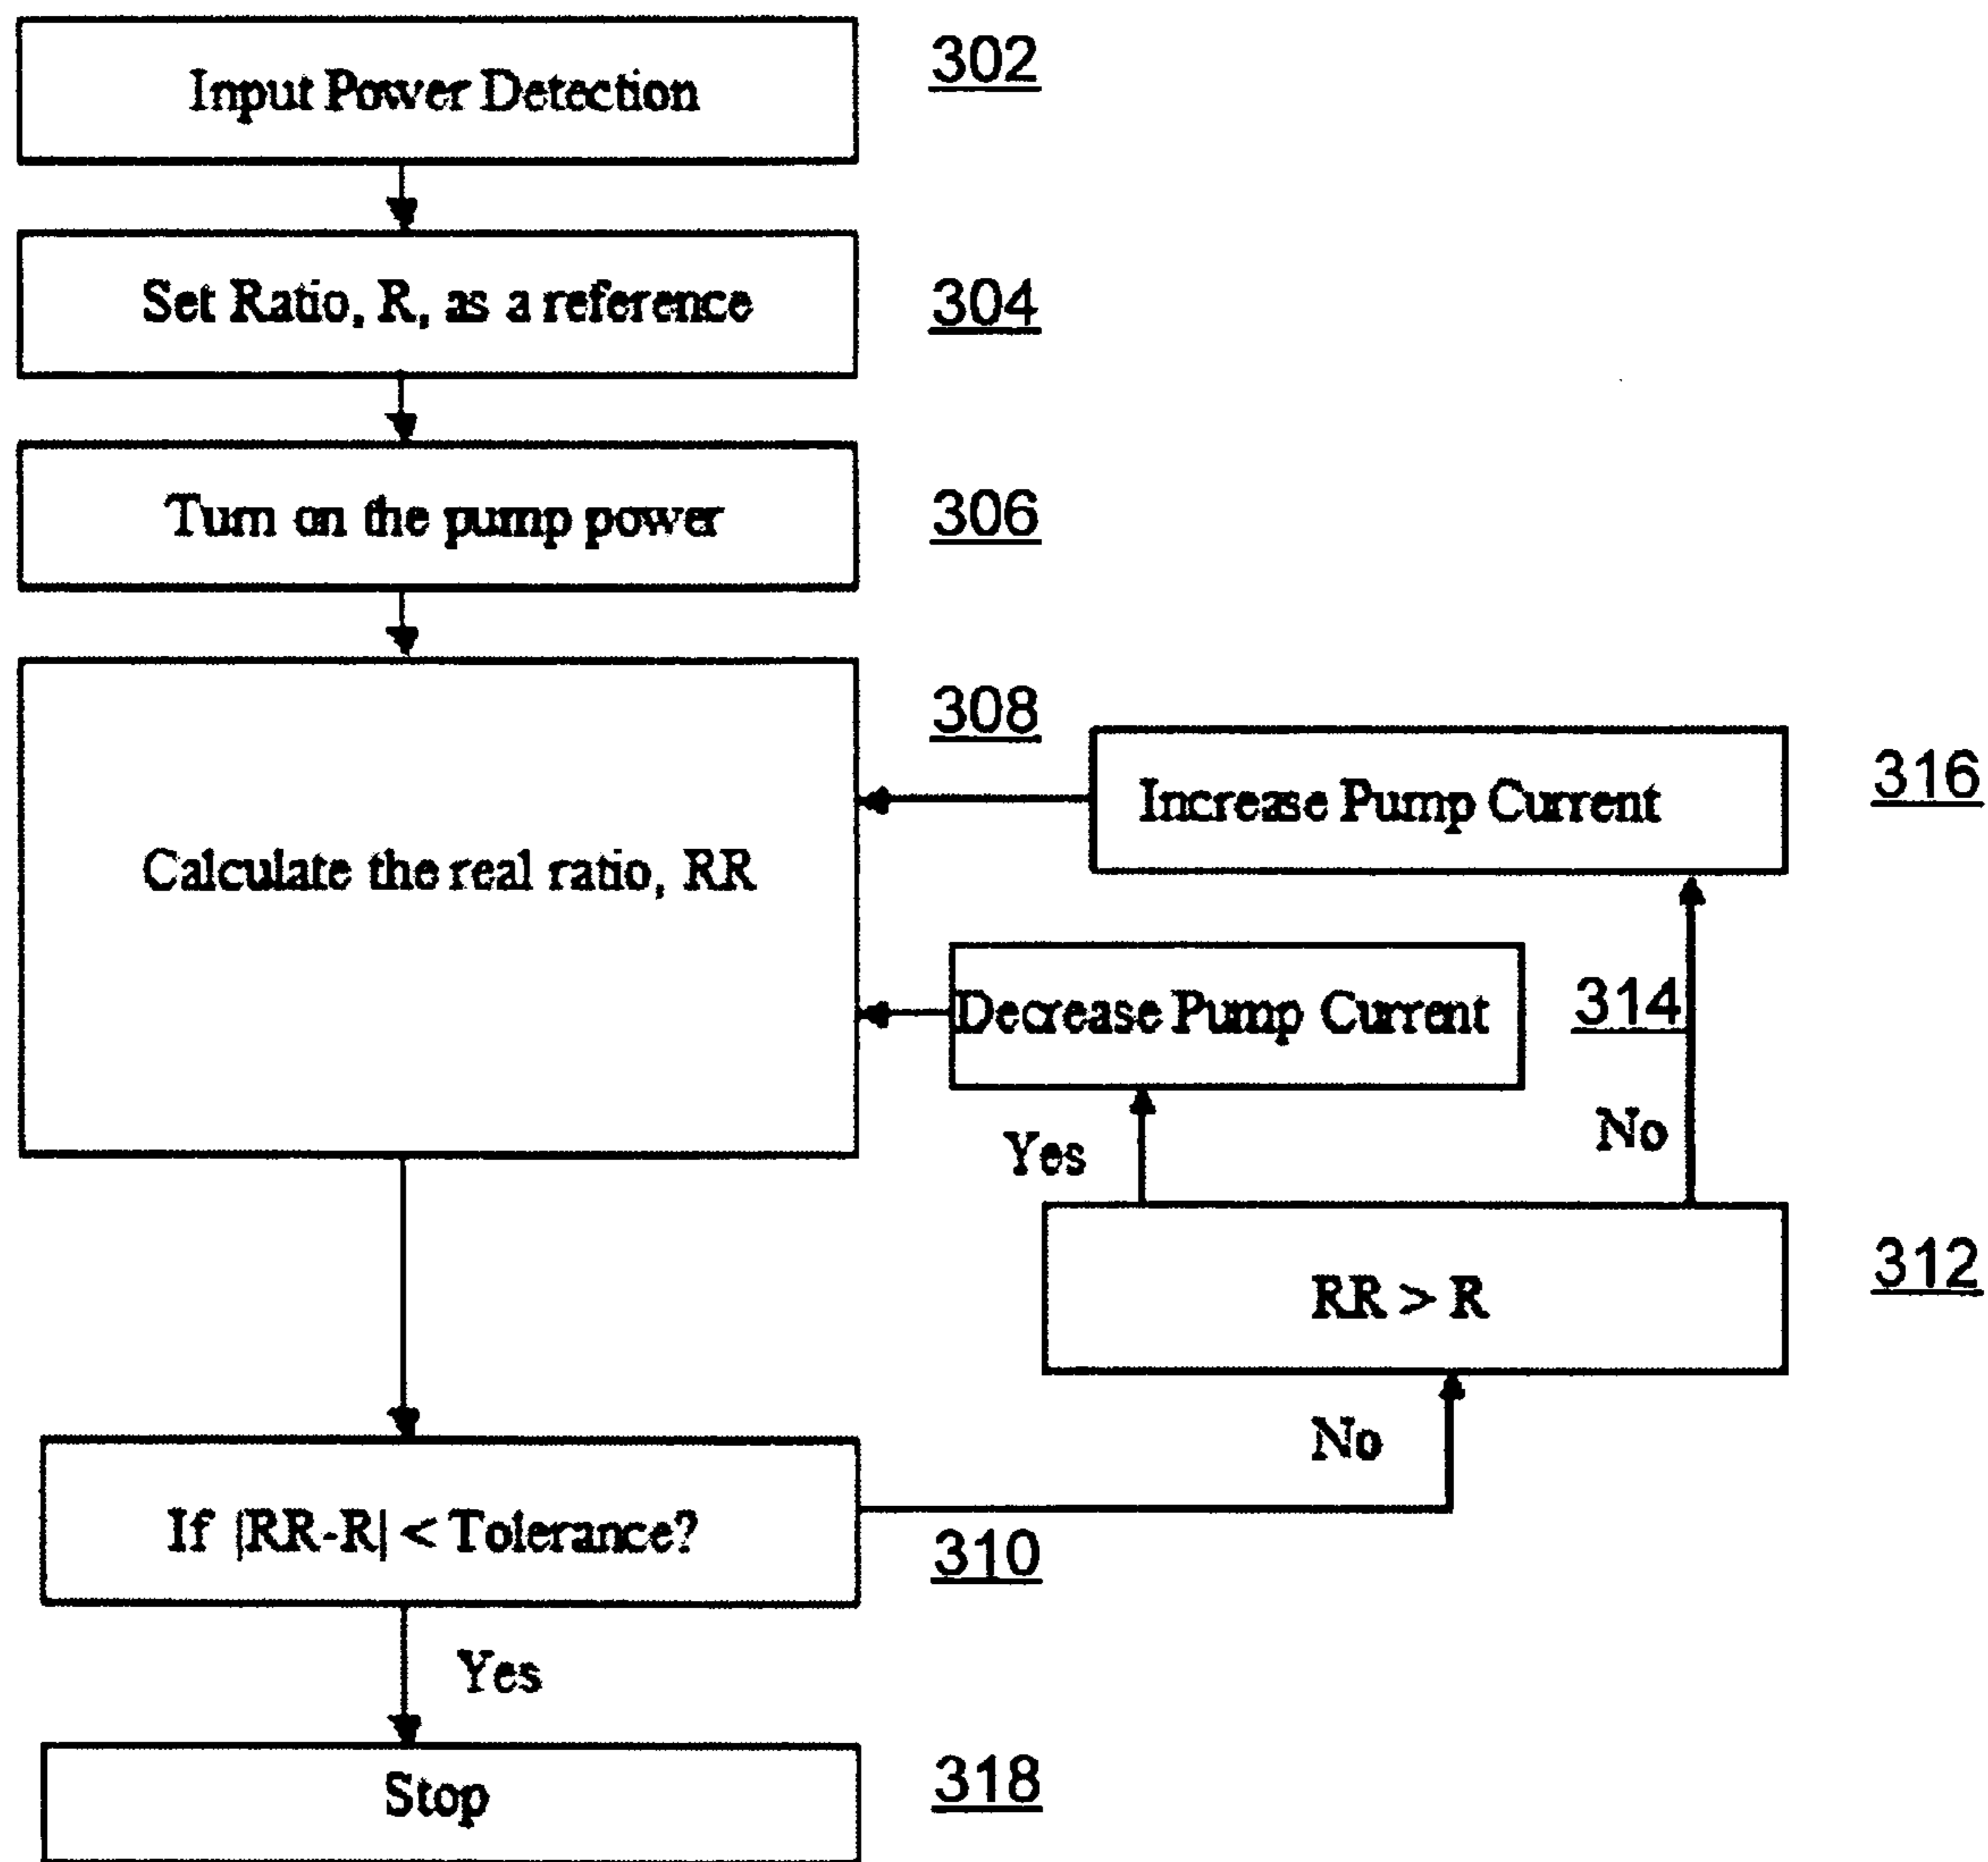 Input Power Detection
302
Set Ratio, R, as a reference
304
Turn on the pump power
306
308
Increase Pump Current
316
Calculate the real ratio, RR
Decrease Pump Current
314
Yes
No
RR > R
312
No
If |RR-R| < Tolerance?
310
Yes
Stop
318